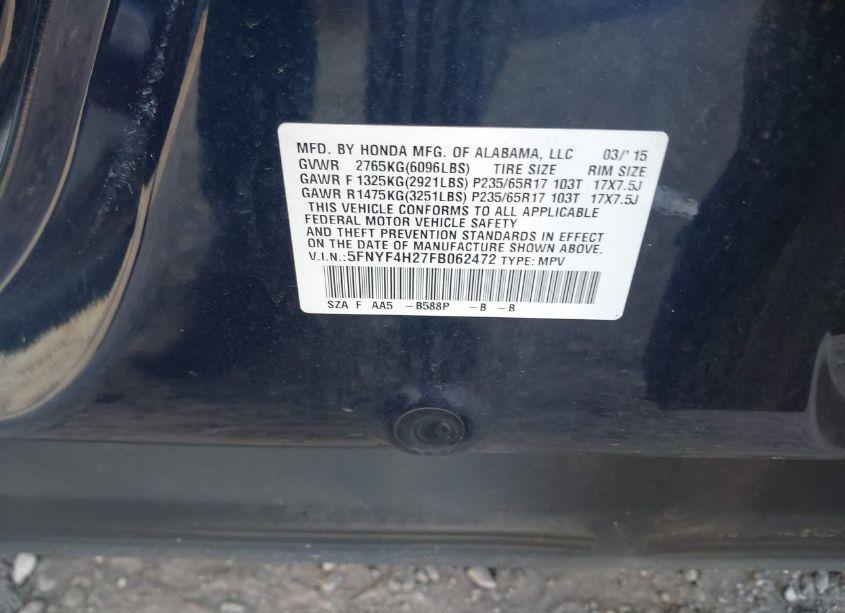 MFD. BY HONDA MFG. OF ALABAMA, LLC 03/'15
GVWR 2765KG(6096LBS) TIRE SIZE RIM SIZE
GAWR F 1325KG(2921LBS) P235/65R17 103T 17X7.5J
GAWR R1475KG(3251LBS) P235/65R17 103T 17X7.5J
THIS VEHICLE CONFORMS TO ALL APPLICABLE
FEDERAL MOTOR VEHICLE SAFETY
AND THEFT PREVENTION STANDARDS IN EFFECT
ON THE DATE OF MANUFACTURE SHOWN ABOVE.
V.I.N.:5FNYF4H27FB062472 TYPE: MPV
SZA F AA5 -B588P -B -B